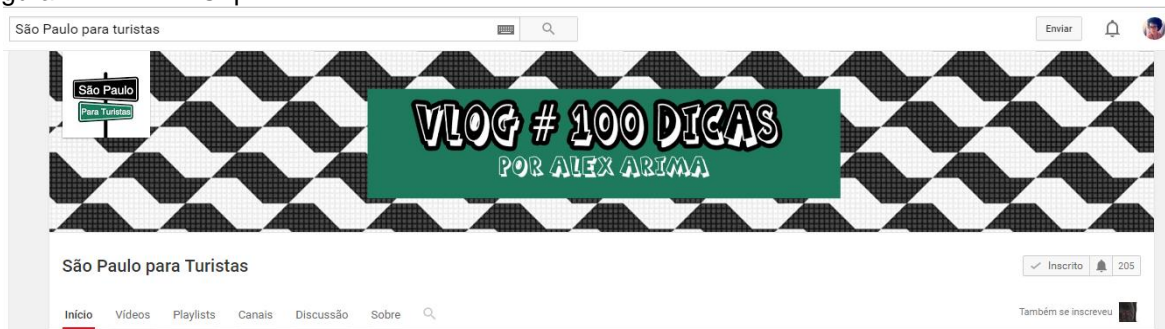 São Paulo para turistas
Enviar
São Paulo
Para Turistas
VLOG # 100 DICAS
POR ALEX ARIMA
São Paulo para Turistas
Inscrito 205
Início Vídeos Playlists Canais Discussão Sobre
Também se inscreveu